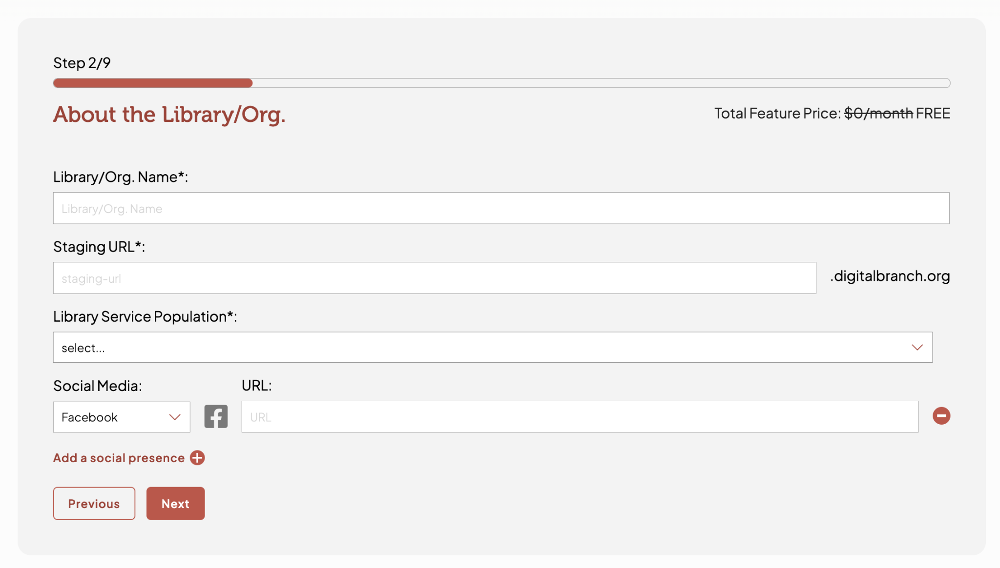 Step 2/9
About the Library/Org.
Total Feature Price: $0/month FREE
Library/Org. Name*:
Library/Org. Name
Staging URL*:
staging-url
.digitalbranch.org
Library Service Population*:
select...
Social Media:
URL:
Facebook
URL
Add a social presence
Previous
Next